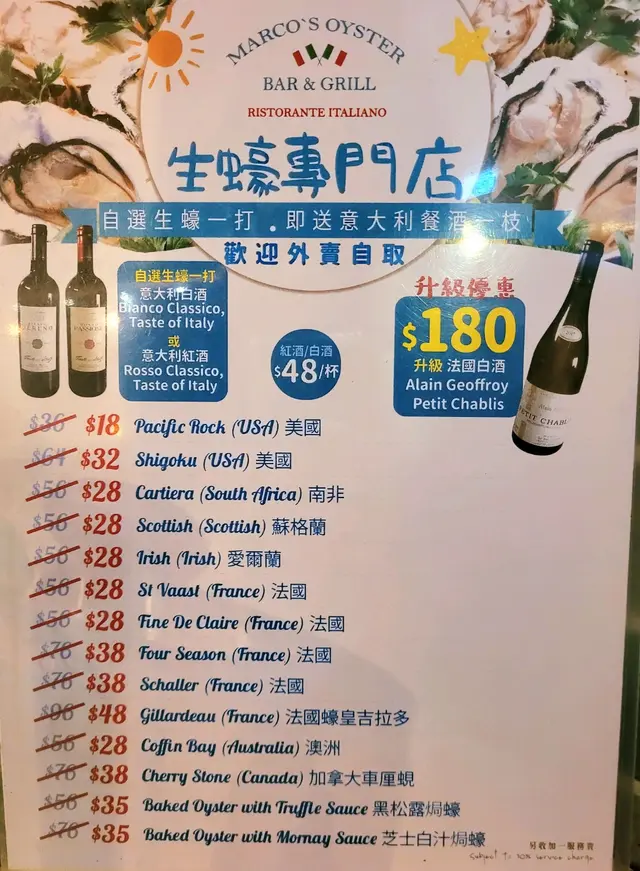 MARCO'S OYSTER
BAR & GRILL
RISTORANTE ITALIANO
生蠔專門店
自選生蠔一打 . 即送意大利餐酒一枝
歡迎外賣自取
自選生蠔一打
意大利白酒
Bianco Classico,
Taste of Italy
或
意大利紅酒
Rosso Classico,
Taste of Italy
紅酒/白酒
$48/杯
升級優惠
$180
升級 法國白酒
Alain Geoffroy
Petit Chablis
PETIT CHABLIS
$36 $18 Pacific Rock (USA) 美國
$64 $32 Shigoku (USA) 美國
$56 $28 Cartiera (South Africa) 南非
$56 $28 Scottish (Scottish) 蘇格蘭
$56 $28 Irish (Irish) 愛爾蘭
$56 $28 St Vaast (France) 法國
$56 $28 Fine De Claire (France) 法國
$76 $38 Four Season (France) 法國
$76 $38 Schaller (France) 法國
$96 $48 Gillardeau (France) 法國蠔皇吉拉多
$56 $28 Coffin Bay (Australia) 澳洲
$76 $38 Cherry Stone (Canada) 加拿大車厘蜆
$56 $35 Baked Oyster with Truffle Sauce 黑松露焗蠔
$76 $35 Baked Oyster with Mornay Sauce 芝士白汁焗蠔
另收加一服務費
Subject to 10% service charge